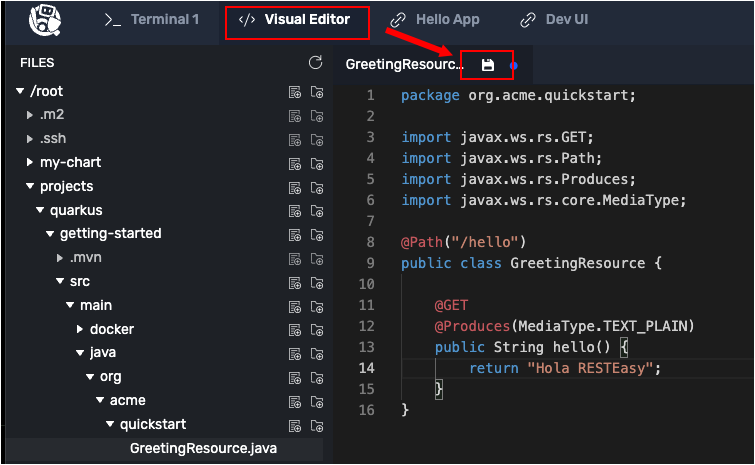 Terminal 1
Visual Editor
Hello App
Dev UI
FILES
/root
.m2
.ssh
my-chart
projects
quarkus
getting-started
.mvn
src
main
docker
java
org
acme
quickstart
GreetingResource.java
GreetingResourc...
1 package org.acme.quickstart;
2
3 import javax.ws.rs.GET;
4 import javax.ws.rs.Path;
5 import javax.ws.rs.Produces;
6 import javax.ws.rs.core.MediaType;
7
8 @Path("/hello")
9 public class GreetingResource {
10
11 @GET
12 @Produces(MediaType.TEXT_PLAIN)
13 public String hello() {
14 return "Hola RESTEasy";
15 }
16 }